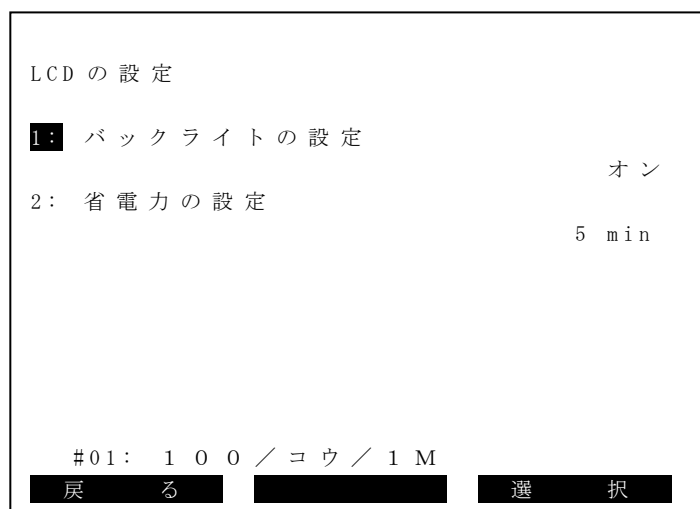 LCDの設定
1: バックライトの設定
オン
2: 省電力の設定
5 min
#01: 100/コウ/1M
戻る 選択